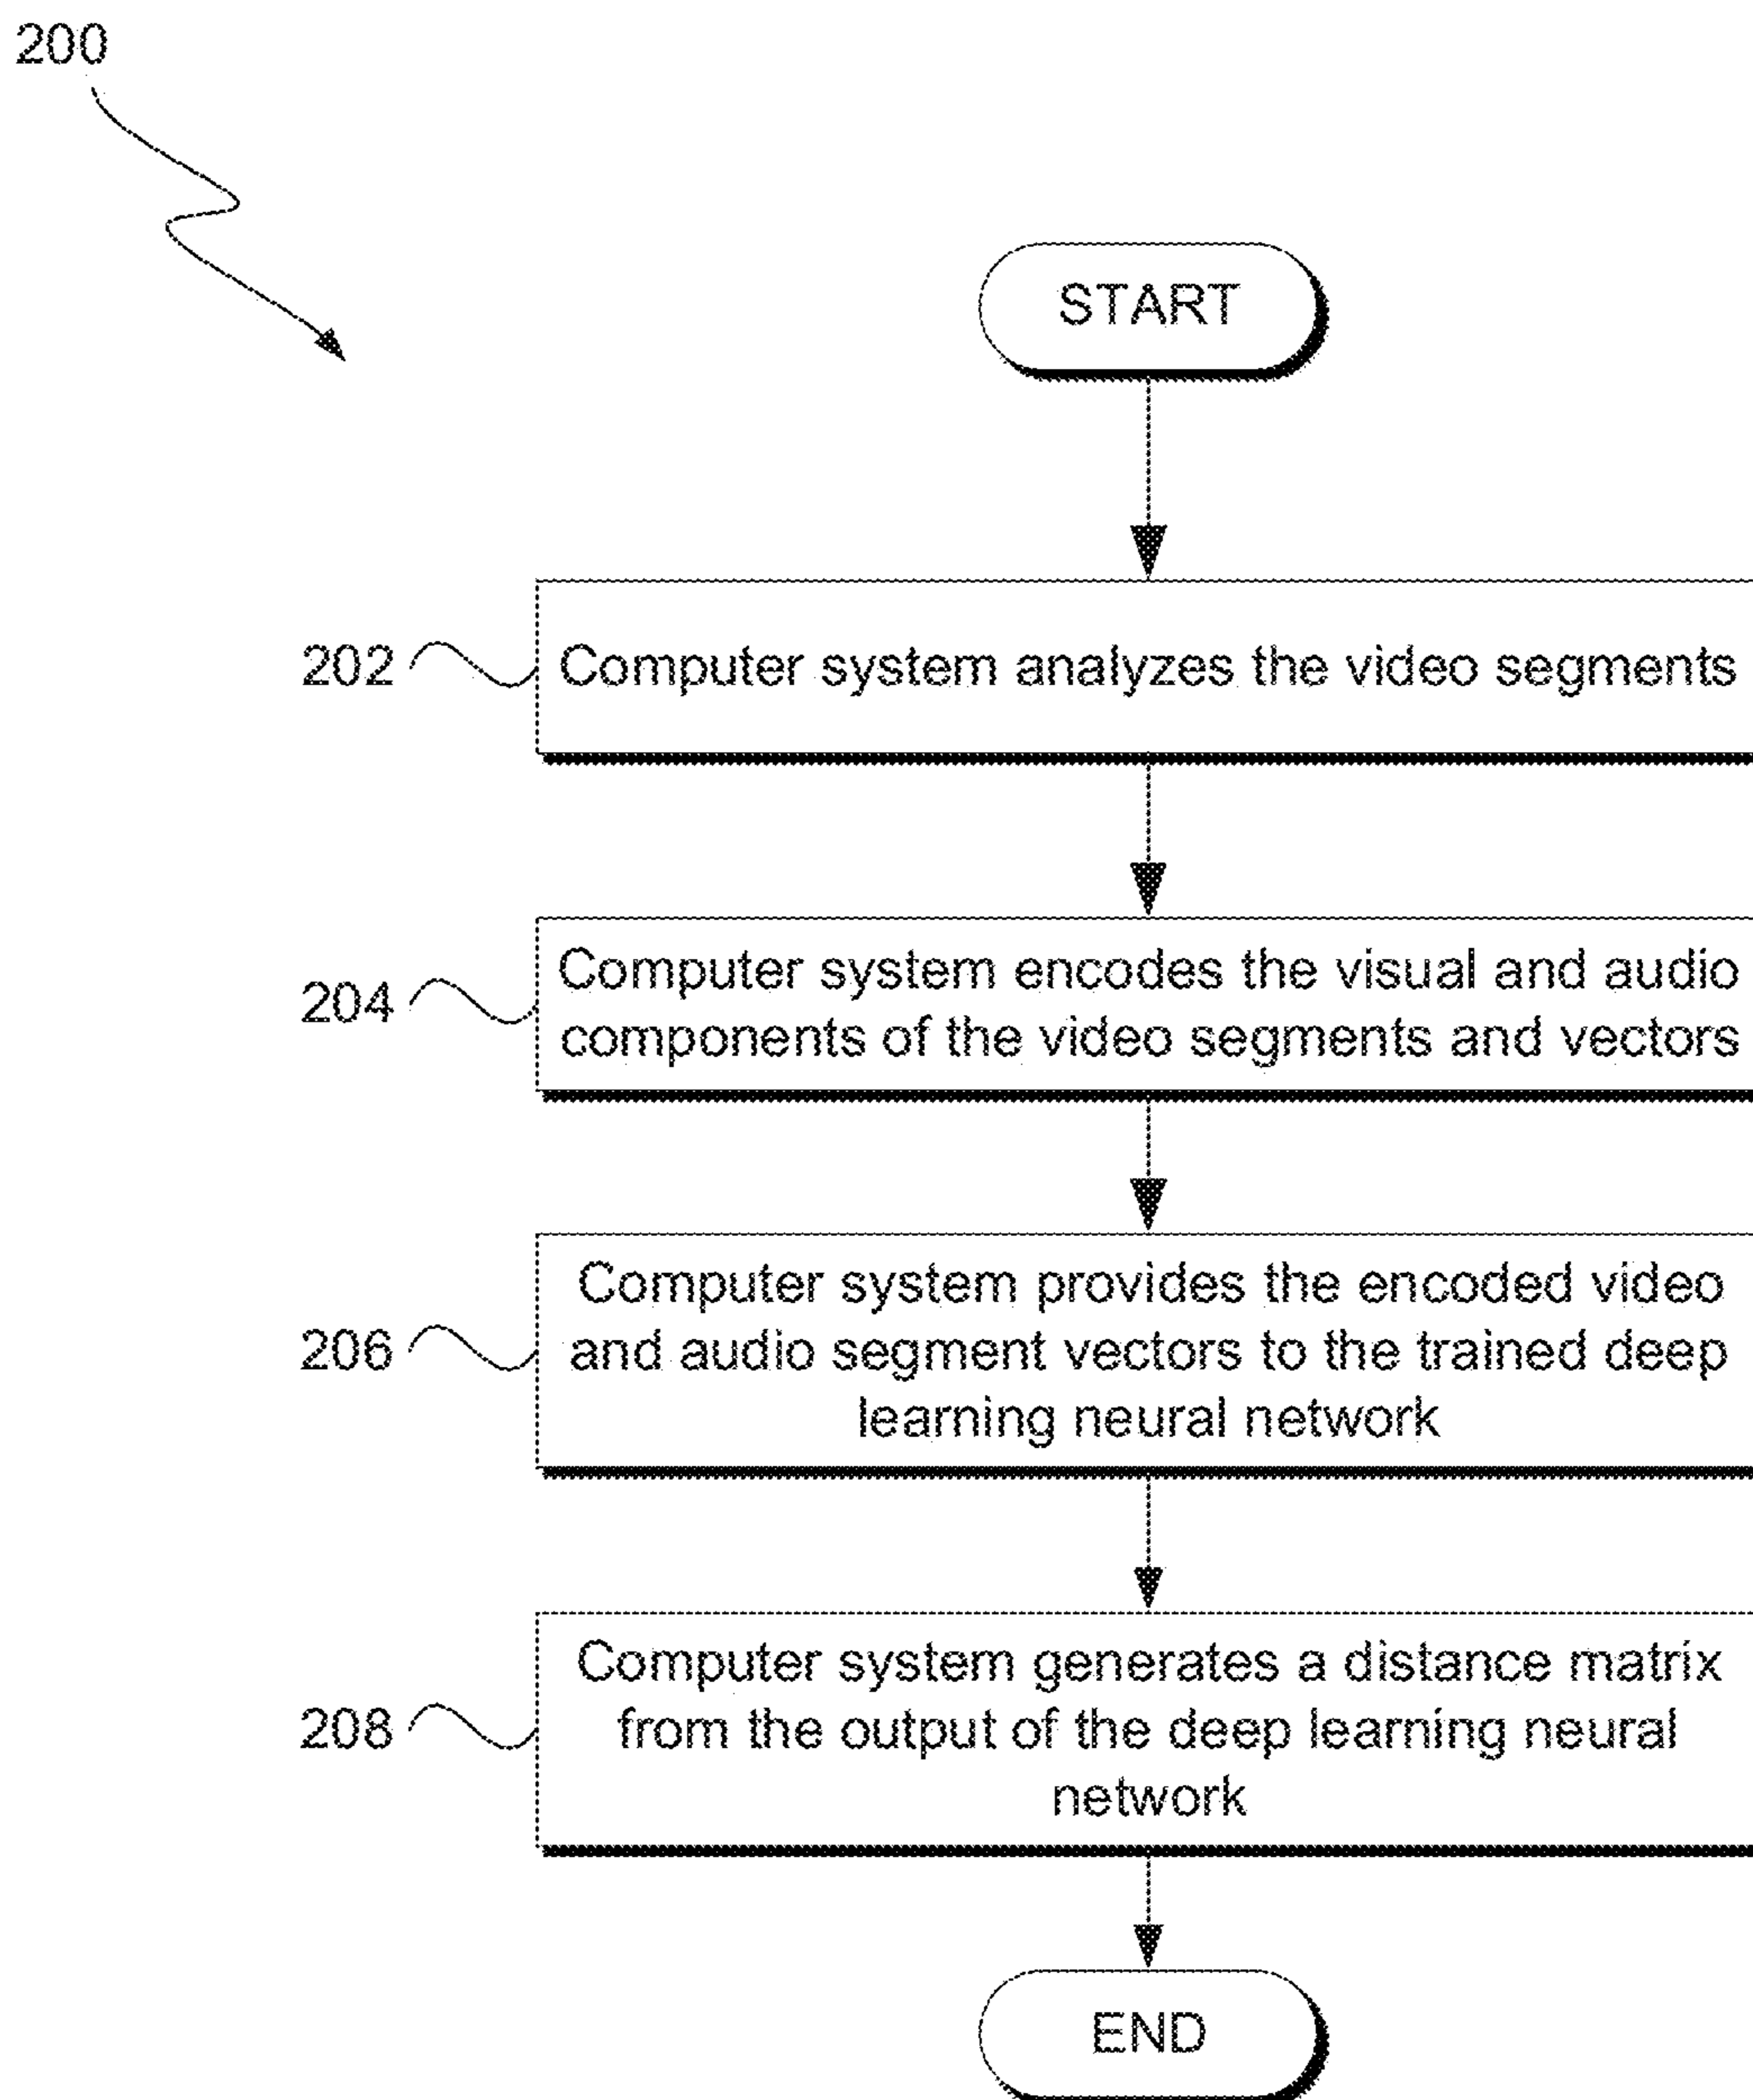 200
START
202
Computer system analyzes the video segments
204
Computer system encodes the visual and audio
components of the video segments and vectors
206
Computer system provides the encoded video
and audio segment vectors to the trained deep
learning neural network
208
Computer system generates a distance matrix
from the output of the deep learning neural
network
END